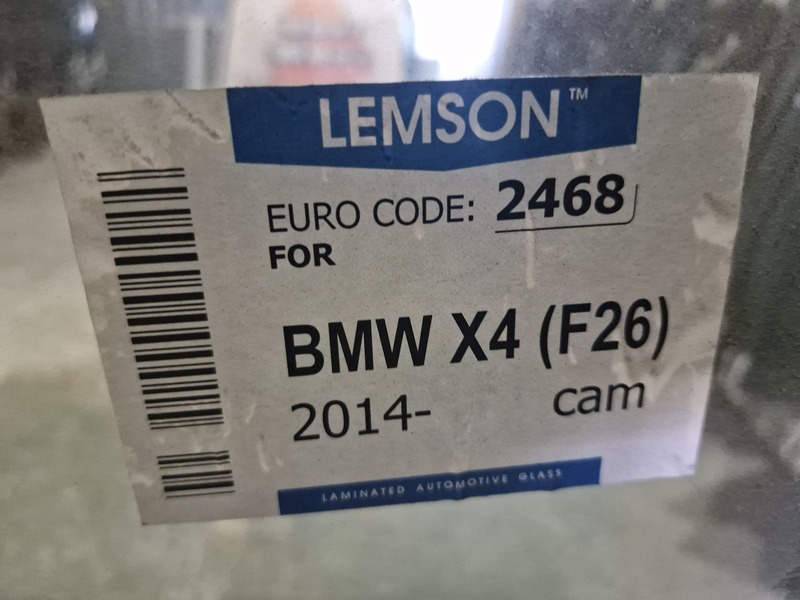 LEMSON™
EURO CODE: 2468
FOR
BMW X4 (F26)
2014- cam
LAMINATED AUTOMOTIVE GLASS